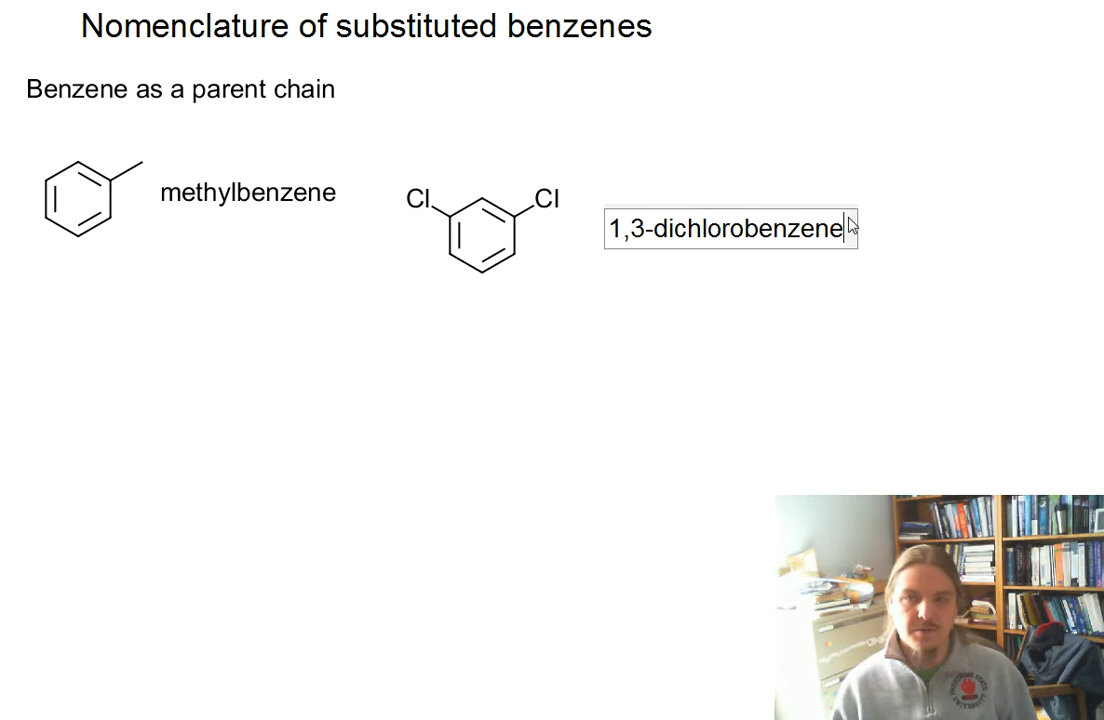 Nomenclature of substituted benzenes
Benzene as a parent chain
methylbenzene
Cl
Cl
1,3-dichlorobenzene